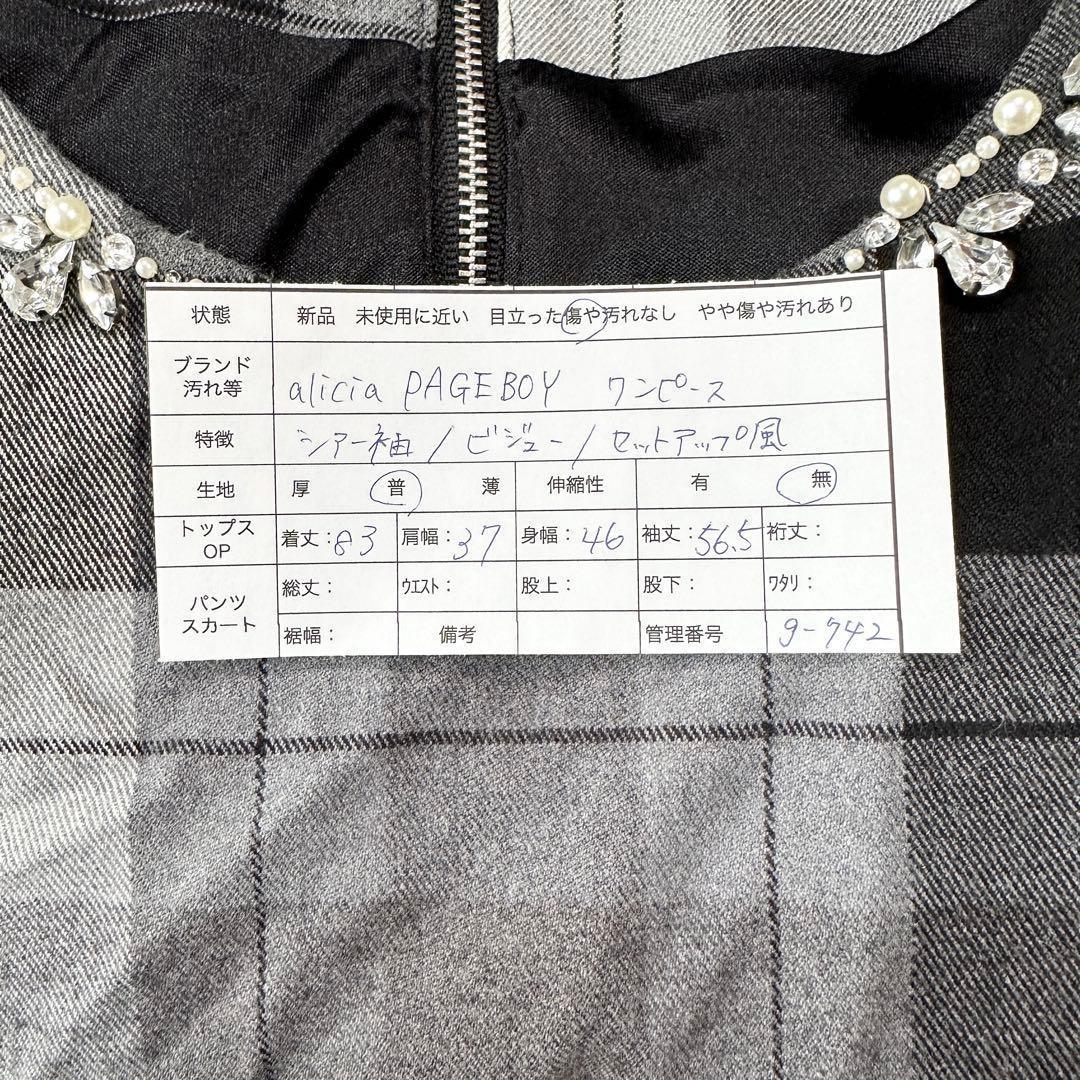 状態 新品 未使用に近い 目立った傷や汚れなし やや傷や汚れあり
ブランド
汚れ等 alicia PAGEBOY ワンピース
特徴 シアー袖/ビジュー/セットアップ風
生地 厚 普 薄 伸縮性 有 無
トップス
OP 着丈:83 肩幅:37 身幅:46 袖丈:56.5 裄丈:
パンツ
スカート 総丈: ウエスト: 股上: 股下: ワタリ:
裾幅: 備考 管理番号 9-742